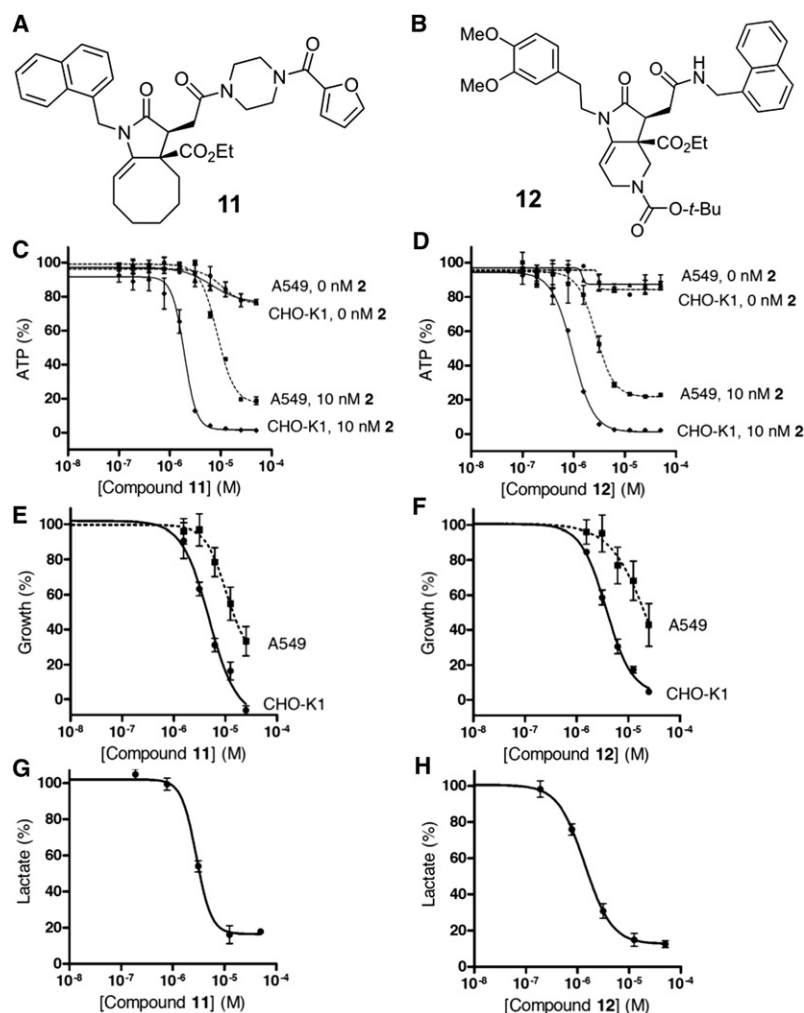 A
B
O
N
O
N
N
O
O
CO₂Et
11
MeO
MeO
O
N
O
H
N
CO₂Et
N
O
O-t-Bu
12
C
100
80
60
40
20
0
ATP (%)
A549, 0 nM 2
CHO-K1, 0 nM 2
A549, 10 nM 2
CHO-K1, 10 nM 2
10⁻⁸ 10⁻⁷ 10⁻⁶ 10⁻⁵ 10⁻⁴
[Compound 11] (M)
D
100
80
60
40
20
0
ATP (%)
A549, 0 nM 2
CHO-K1, 0 nM 2
A549, 10 nM 2
CHO-K1, 10 nM 2
10⁻⁸ 10⁻⁷ 10⁻⁶ 10⁻⁵ 10⁻⁴
[Compound 12] (M)
E
100
80
60
40
20
0
Growth (%)
A549
CHO-K1
10⁻⁸ 10⁻⁷ 10⁻⁶ 10⁻⁵ 10⁻⁴
[Compound 11] (M)
F
100
80
60
40
20
0
Growth (%)
A549
CHO-K1
10⁻⁸ 10⁻⁷ 10⁻⁶ 10⁻⁵ 10⁻⁴
[Compound 12] (M)
G
100
80
60
40
20
0
Lactate (%)
10⁻⁸ 10⁻⁷ 10⁻⁶ 10⁻⁵ 10⁻⁴
[Compound 11] (M)
H
100
80
60
40
20
0
Lactate (%)
10⁻⁸ 10⁻⁷ 10⁻⁶ 10⁻⁵ 10⁻⁴
[Compound 12] (M)